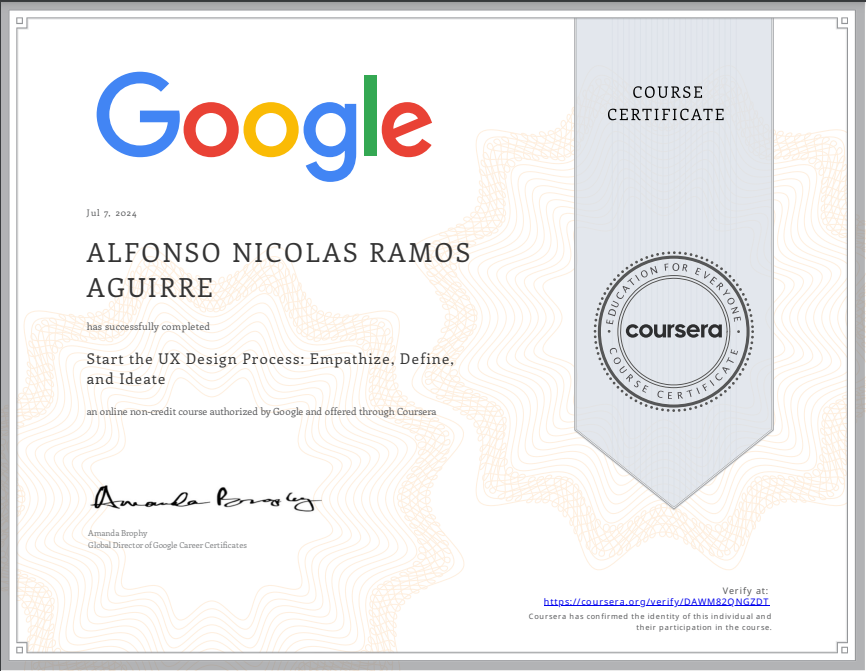 Google
COURSE
CERTIFICATE
Jul 7, 2024
ALFONSO NICOLAS RAMOS
AGUIRRE
has successfully completed
Start the UX Design Process: Empathize, Define,
and Ideate
an online non-credit course authorized by Google and offered through Coursera
EDUCATION FOR EVERYONE
coursera
COURSE CERTIFICATE
Amanda Brophy
Amanda Brophy
Global Director of Google Career Certificates
Verify at:
https://coursera.org/verify/DAWM82QNGZDT
Coursera has confirmed the identity of this individual and
their participation in the course.